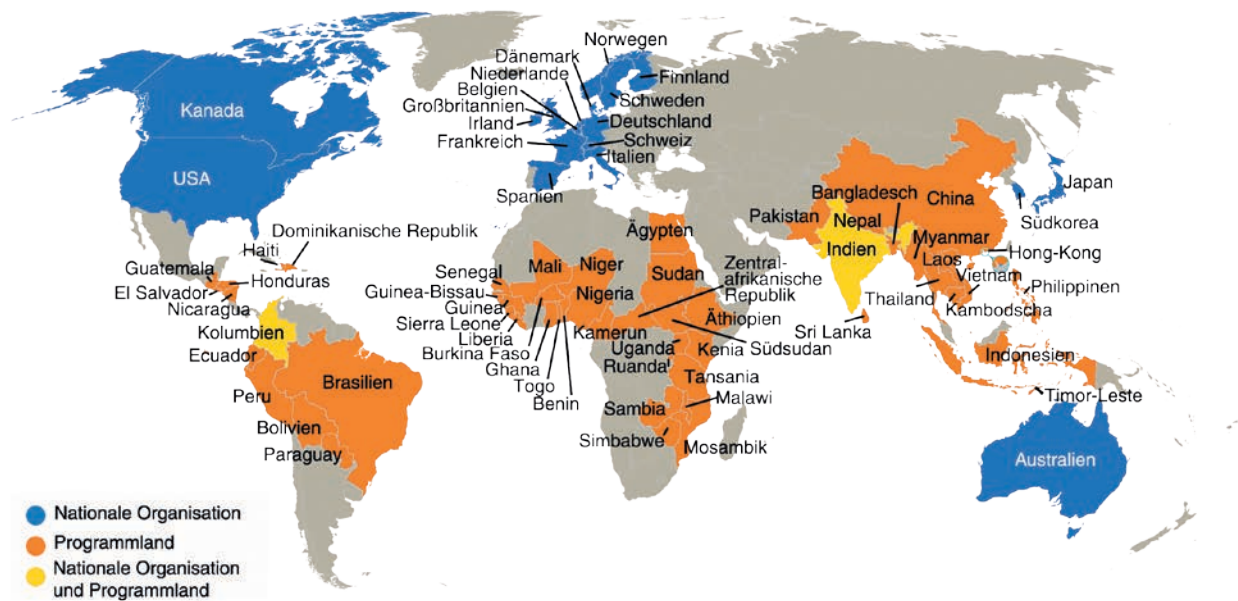 Norwegen
Dänemark
Niederlande
Finnland
Belgien
Schweden
Großbritannien
Deutschland
Irland
Schweiz
Frankreich
Italien
Spanien
Kanada
USA
Dominikanische Republik
Haiti
Guatemala
Honduras
El Salvador
Nicaragua
Kolumbien
Ecuador
Brasilien
Peru
Bolivien
Paraguay
Ägypten
Mali
Niger
Sudan
Zentral-
afrikanische
Republik
Senegal
Guinea-Bissau
Nigeria
Guinea
Sierra Leone
Liberia
Kamerun
Äthiopien
Burkina Faso
Uganda
Kenia
Südsudan
Ghana
Ruanda
Togo
Tansania
Benin
Malawi
Sambia
Simbabwe
Mosambik
Bangladesch
China
Japan
Pakistan
Nepal
Südkorea
Indien
Myanmar
Hong-Kong
Laos
Vietnam
Philippinen
Thailand
Kambodscha
Sri Lanka
Indonesien
Timor-Leste
Australien
Nationale Organisation
Programmland
Nationale Organisation
und Programmland